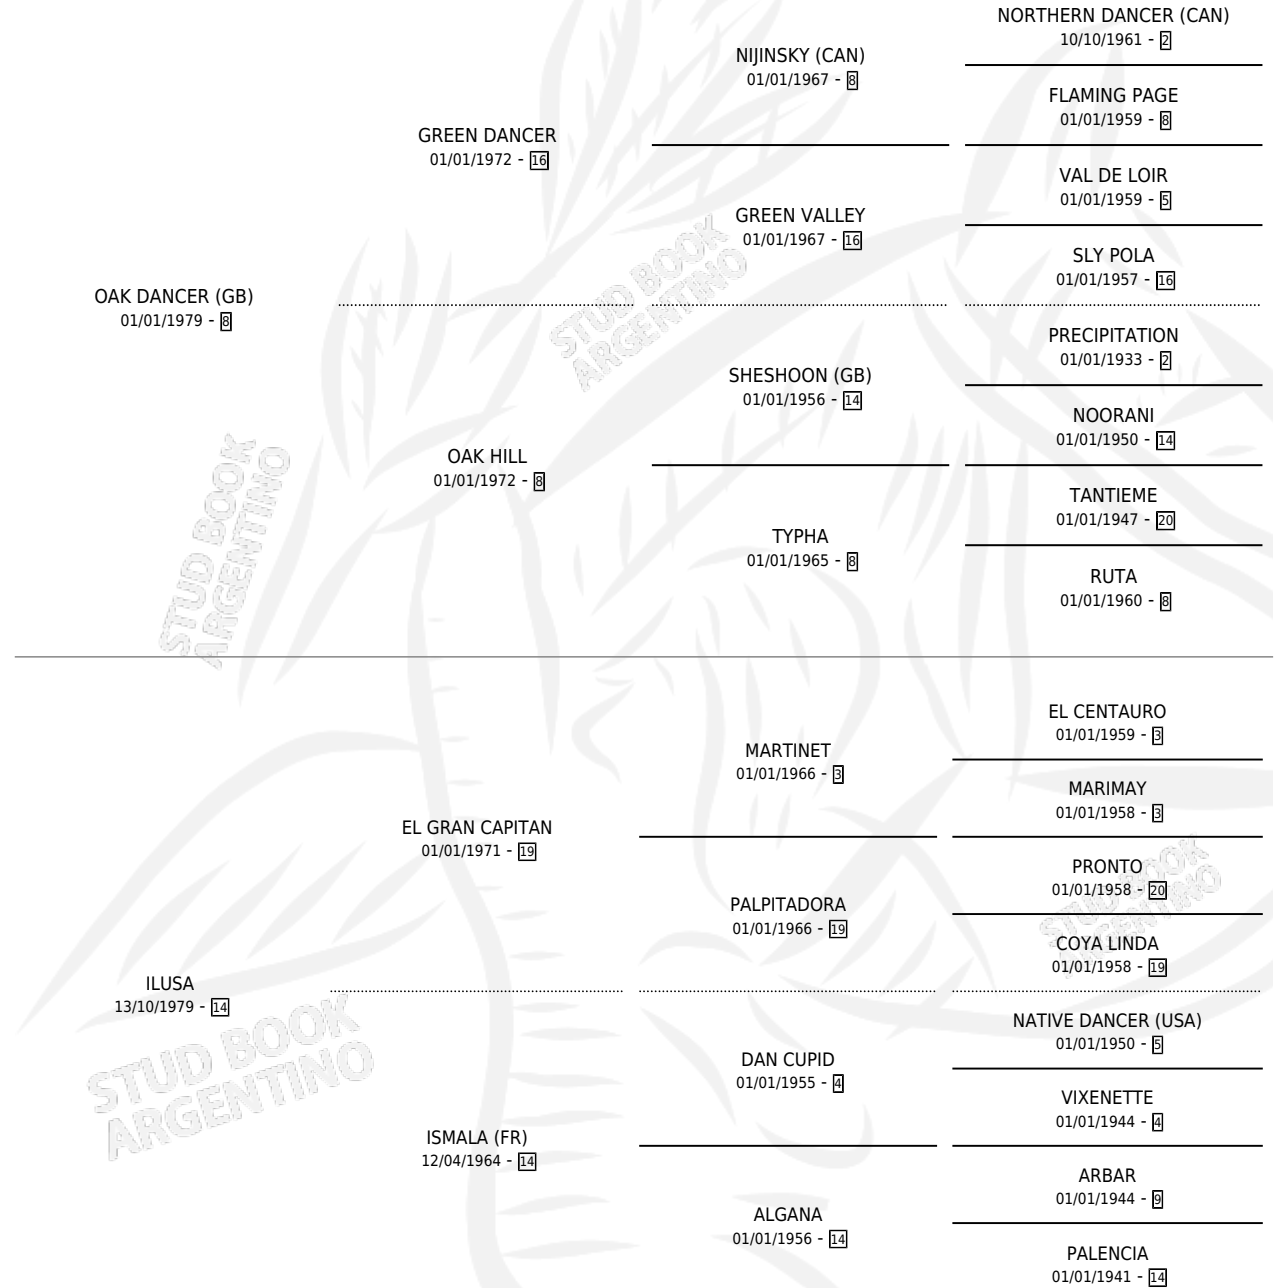 NORTHERN DANCER (CAN)
10/10/1961 - 2
NIJINSKY (CAN)
01/01/1967 - 8
FLAMING PAGE
01/01/1959 - 8
GREEN DANCER
01/01/1972 - 16
VAL DE LOIR
01/01/1959 - 5
GREEN VALLEY
01/01/1967 - 16
SLY POLA
01/01/1957 - 16
OAK DANCER (GB)
01/01/1979 - 8
PRECIPITATION
01/01/1933 - 2
SHESHOON (GB)
01/01/1956 - 14
NOORANI
01/01/1950 - 14
OAK HILL
01/01/1972 - 8
TANTIEME
01/01/1947 - 20
TYPHA
01/01/1965 - 8
RUTA
01/01/1960 - 8
EL CENTAURO
01/01/1959 - 3
MARTINET
01/01/1966 - 3
MARIMAY
01/01/1958 - 3
EL GRAN CAPITAN
01/01/1971 - 19
PRONTO
01/01/1958 - 20
PALPITADORA
01/01/1966 - 19
COYA LINDA
01/01/1958 - 19
ILUSA
13/10/1979 - 14
NATIVE DANCER (USA)
01/01/1950 - 5
DAN CUPID
01/01/1955 - 4
VIXENETTE
01/01/1944 - 4
ISMALA (FR)
12/04/1964 - 14
ARBAR
01/01/1944 - 9
ALGANA
01/01/1956 - 14
PALENCIA
01/01/1941 - 14
STUD BOOK
ARGENTINO
STUD BOOK
ARGENTINO
STUD BOOK
ARGENTINO
STUD BOOK
ARGENTINO